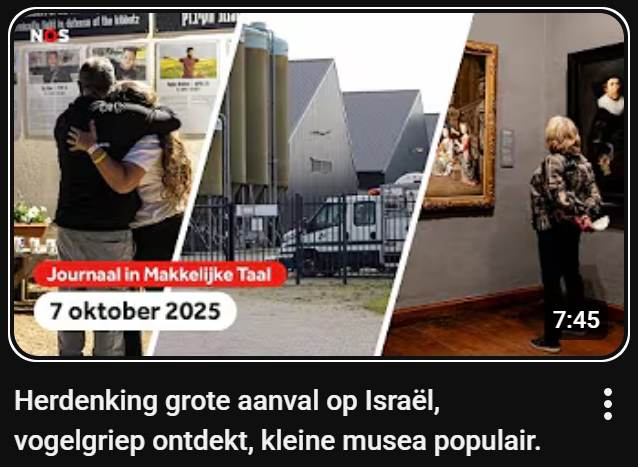 NOS
Journaal in Makkelijke Taal
7 oktober 2025
7:45
Herdenking grote aanval op Israël,
vogelgriep ontdekt, kleine musea populair.